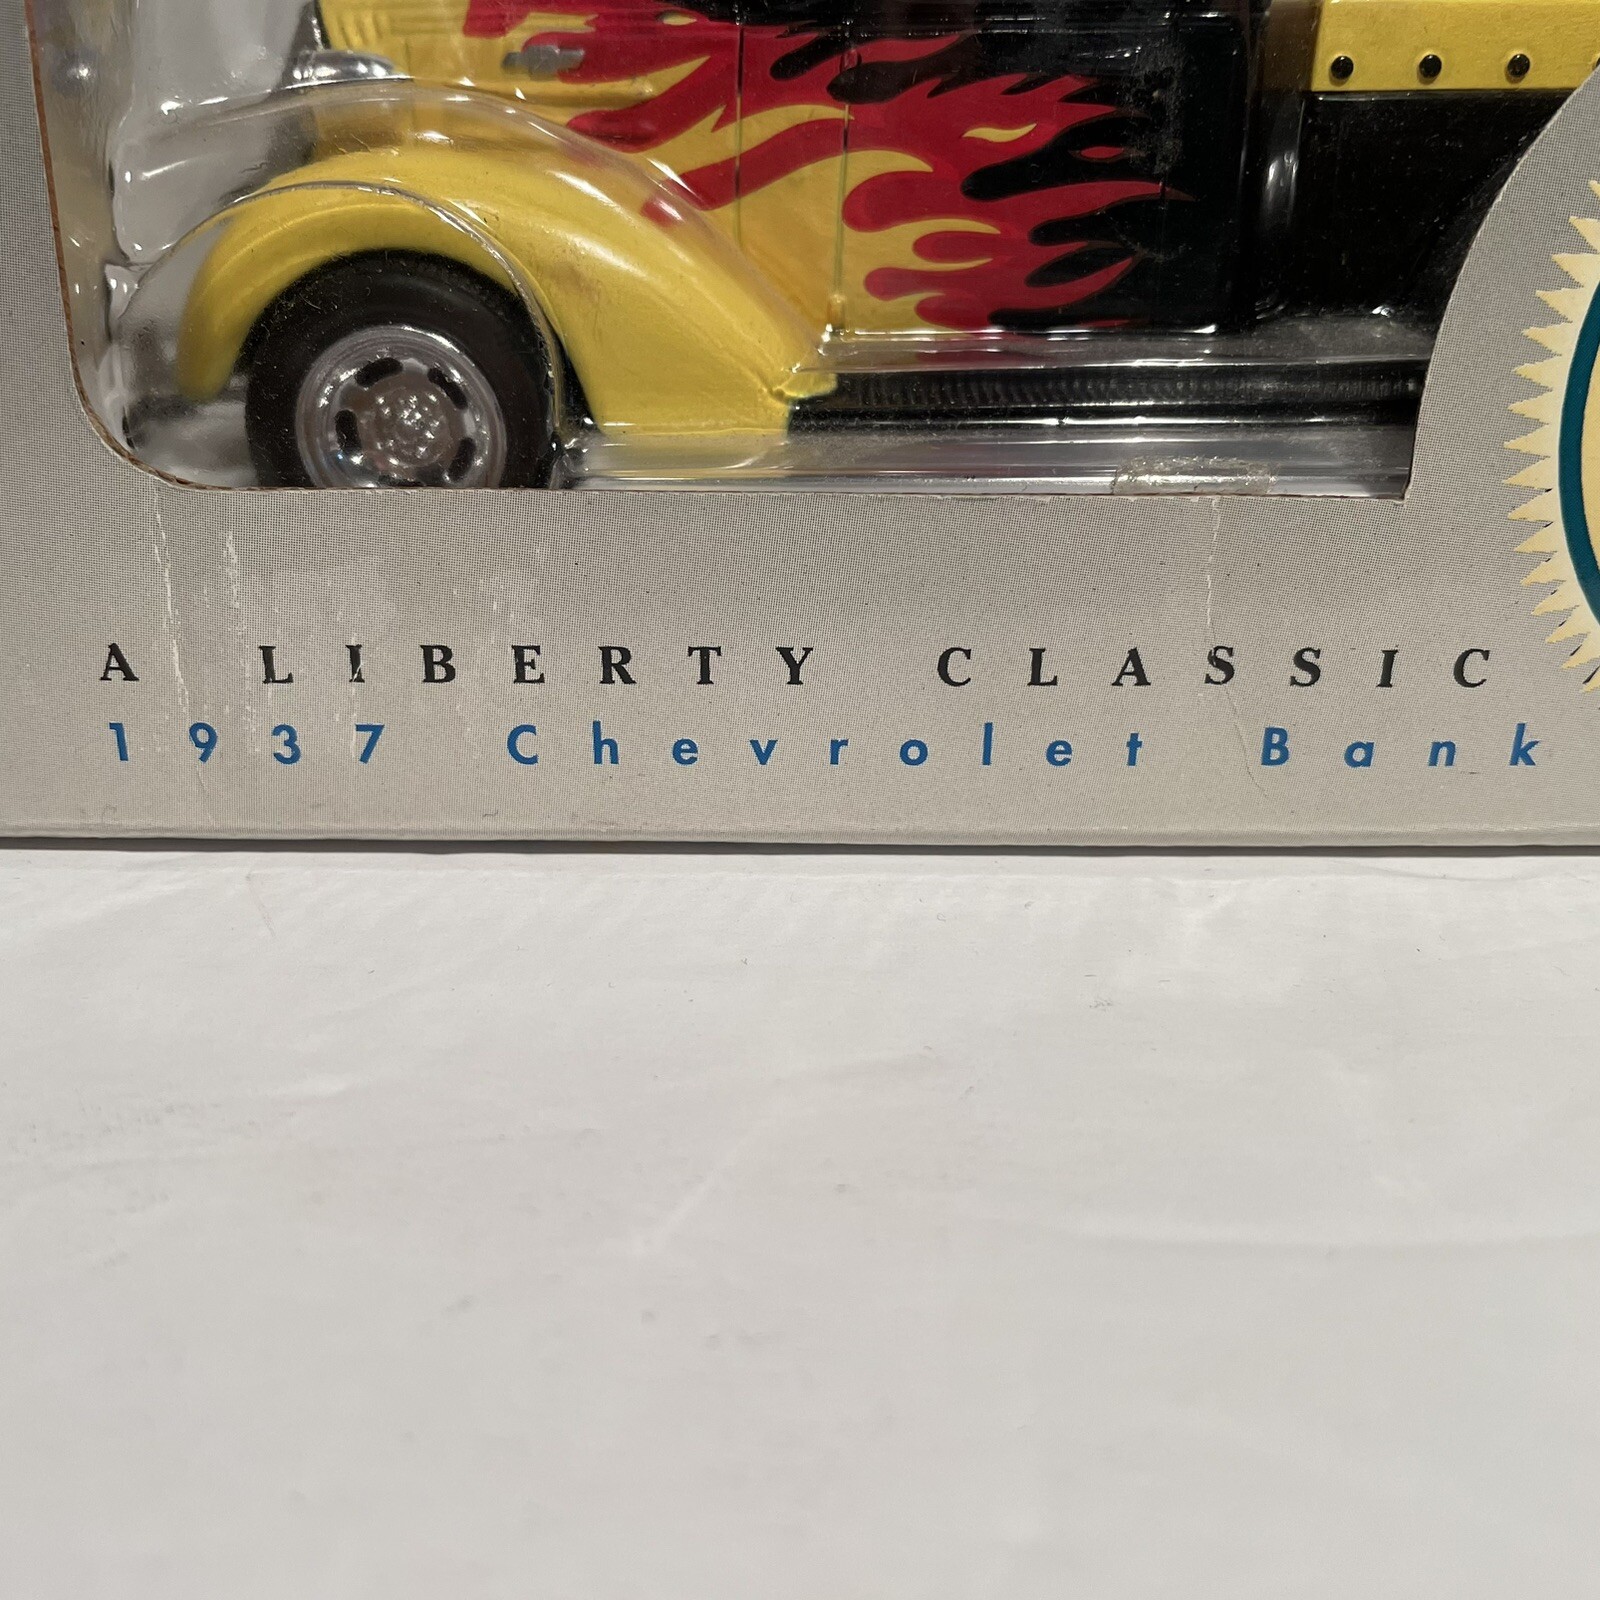 A LIBERTY CLASSIC
1937 Chevrolet Bank